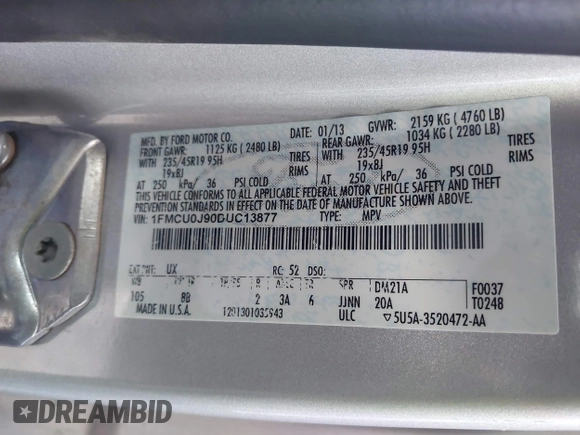 MFD. BY FORD MOTOR CO. DATE: 01/13 GVWR: 2159 KG ( 4760 LB)
FRONT GAWR: 1125 KG ( 2480 LB) REAR GAWR: 1034 KG ( 2280 LB)
WITH 235/45R19 95H WITH 235/45R19 95H
19x8J 19x8J
AT 250 kPa/ 36 PSI COLD AT 250 kPa/ 36 PSI COLD
THIS VEHICLE CONFORMS TO ALL APPLICABLE FEDERAL MOTOR VEHICLE SAFETY AND THEFT
PREVENTION STANDARDS IN EFFECT ON THE DATE OF MANUFACTURE SHOWN ABOVE.
VIN: 1FMCU0J90DUC13877 TYPE: MPV
EXT PNT: UX RC: 52 DSO:
WB SPR DM21A F0037
105 8B 2 3A 6 JJNN 20A T0248
MADE IN U.S.A. 1201301035943 ULC 5U5A-3520472-AA
DREAMBID